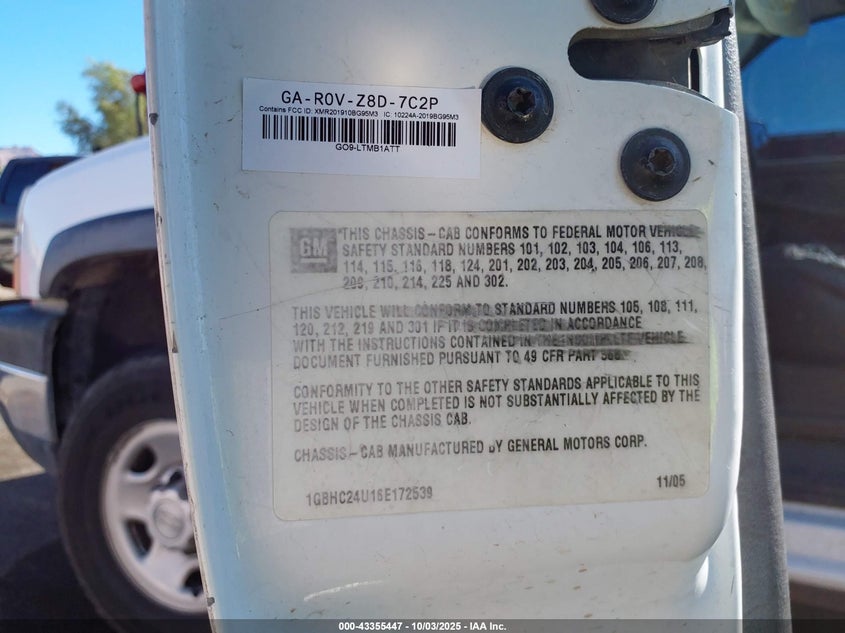 GA-R0V-Z8D-7C2P
Contains FCC ID: XMR201910BG95M3 IC: 10224A-2019BG95M3
GO9-LTMB1ATT
GM
*THIS CHASSIS-CAB CONFORMS TO FEDERAL MOTOR VEHICLE
SAFETY STANDARD NUMBERS 101, 102, 103, 104, 106, 113,
114, 115, 116, 118, 124, 201, 202, 203, 204, 205, 206, 207, 208,
209, 210, 214, 225 AND 302.
THIS VEHICLE WILL CONFORM TO STANDARD NUMBERS 105, 108, 111,
120, 212, 219 AND 301 IF IT IS COMPLETED IN ACCORDANCE
WITH THE INSTRUCTIONS CONTAINED IN THE INCOMPLETE VEHICLE
DOCUMENT FURNISHED PURSUANT TO 49 CFR PART 568.
CONFORMITY TO THE OTHER SAFETY STANDARDS APPLICABLE TO THIS
VEHICLE WHEN COMPLETED IS NOT SUBSTANTIALLY AFFECTED BY THE
DESIGN OF THE CHASSIS CAB.
CHASSIS-CAB MANUFACTURED BY GENERAL MOTORS CORP.
1GBHC24U16E172539 11/05
000-43355447 - 10/03/2025 - © IAA Inc.